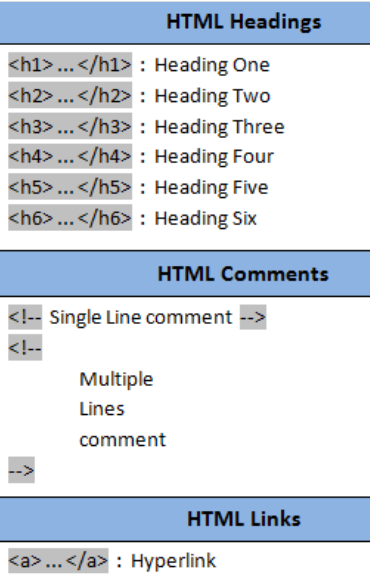 HTML Headings
<h1> ... </h1> : Heading One
<h2> ... </h2> : Heading Two
<h3> ... </h3> : Heading Three
<h4> ... </h4> : Heading Four
<h5> ... </h5> : Heading Five
<h6> ... </h6> : Heading Six
HTML Comments
<!-- Single Line comment -->
<!--
Multiple
Lines
comment
-->
HTML Links
<a> ... </a> : Hyperlink